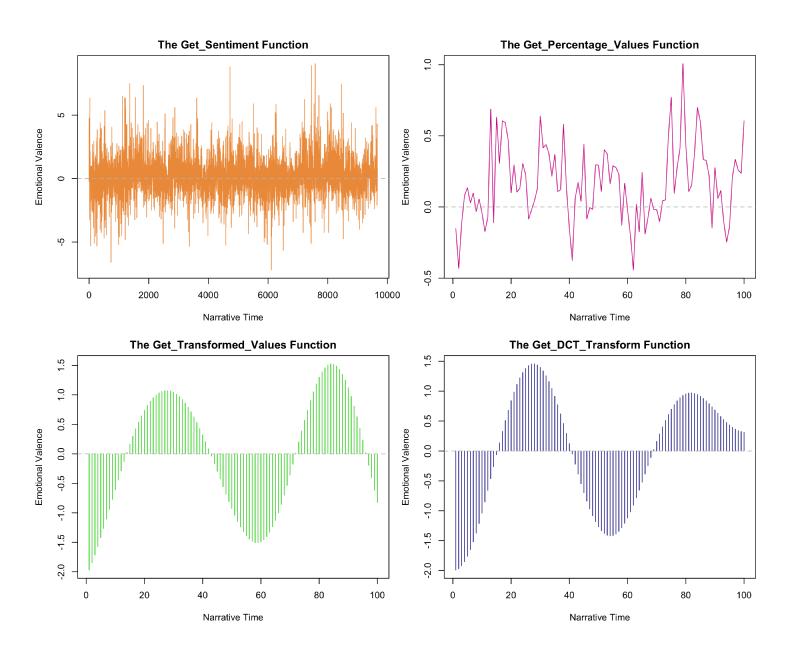 The Get_Sentiment Function
Emotional Valence
5
0
-5
0 2000 4000 6000 8000 10000
Narrative Time
The Get_Percentage_Values Function
Emotional Valence
1.0
0.5
0.0
-0.5
0 20 40 60 80 100
Narrative Time
The Get_Transformed_Values Function
Emotional Valence
1.5
1.0
0.5
0.0
-0.5
-1.0
-1.5
-2.0
0 20 40 60 80 100
Narrative Time
The Get_DCT_Transform Function
Emotional Valence
1.5
1.0
0.5
0.0
-0.5
-1.0
-1.5
-2.0
0 20 40 60 80 100
Narrative Time